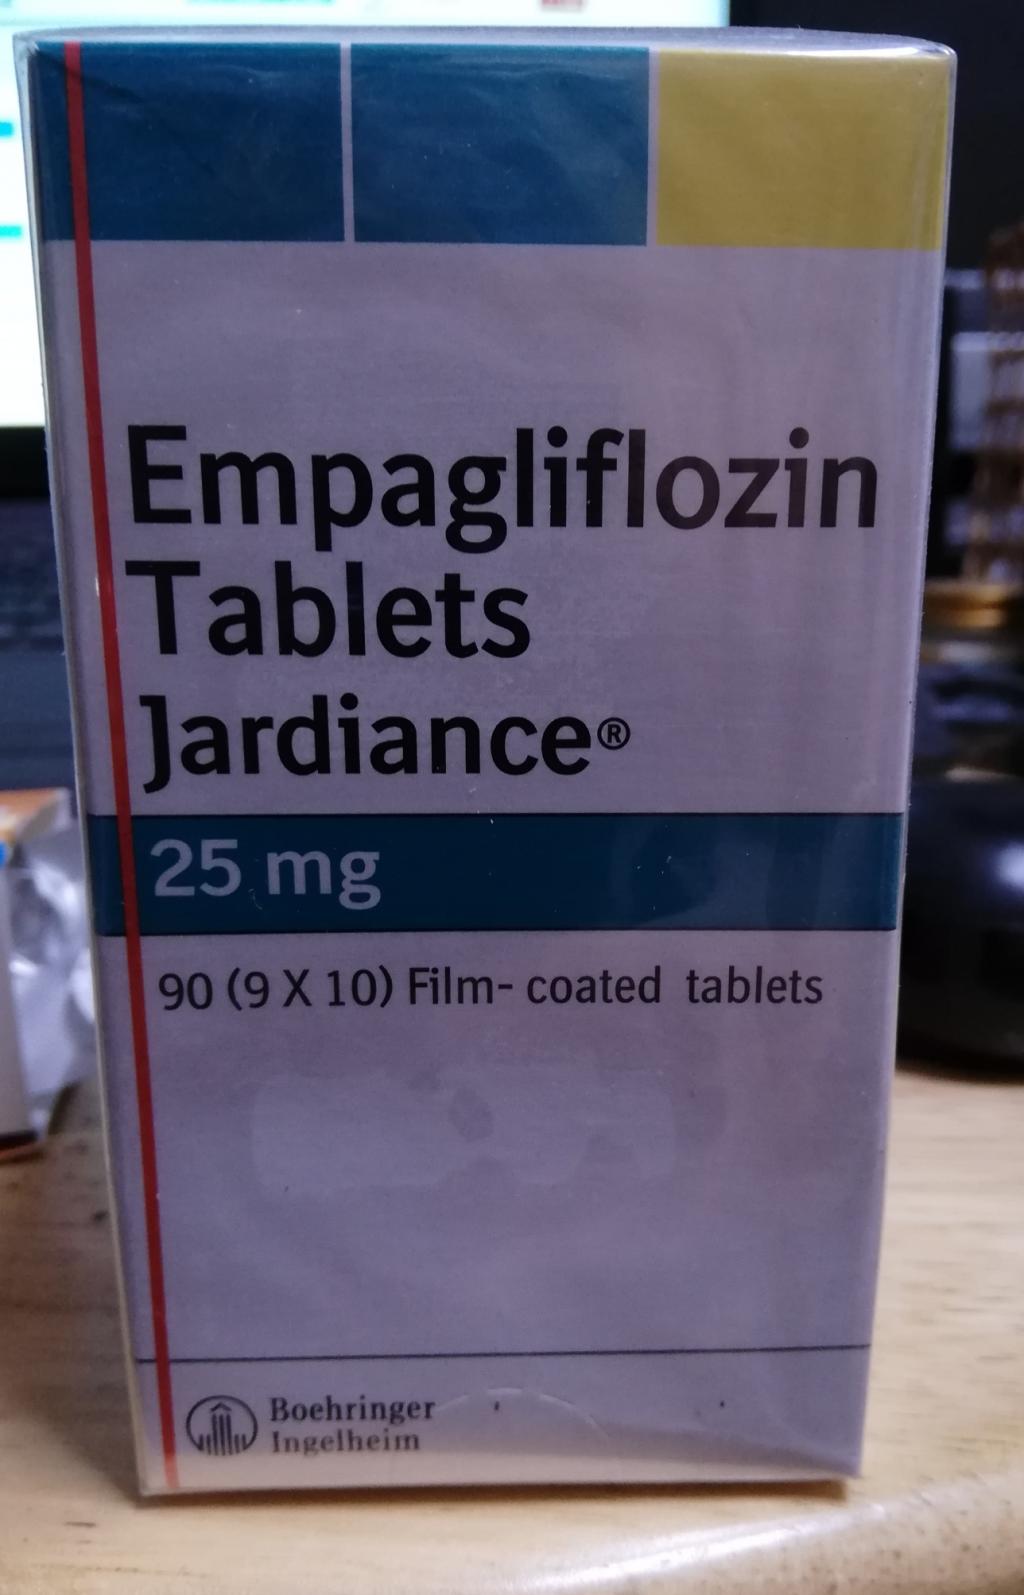 Empagliflozin
Tablets
Jardiance®
25 mg
90 (9 X 10) Film- coated tablets
Boehringer
Ingelheim